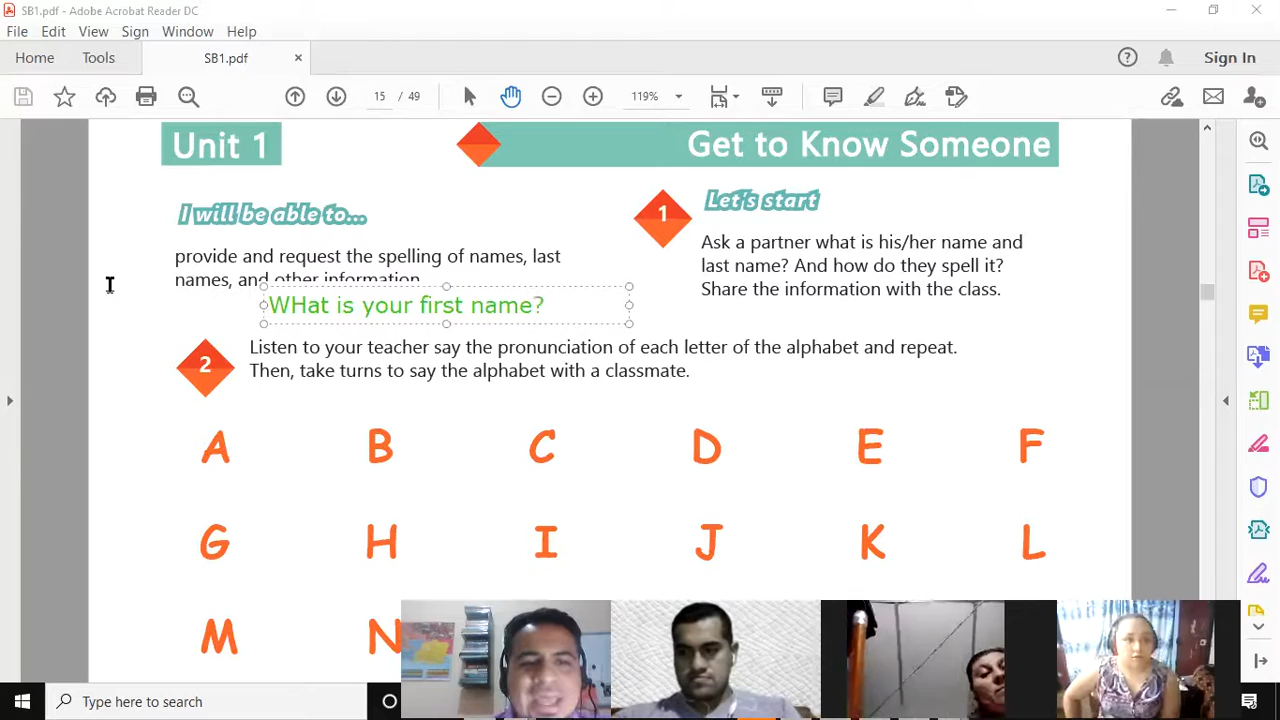 SB1.pdf - Adobe Acrobat Reader DC
File Edit View Sign Window Help
Home Tools SB1.pdf × Sign In
15 / 49 119%
Unit 1 Get to Know Someone
I will be able to...
provide and request the spelling of names, last
names, and other information
WHat is your first name?
1 Let's start
Ask a partner what is his/her name and
last name? And how do they spell it?
Share the information with the class.
2 Listen to your teacher say the pronunciation of each letter of the alphabet and repeat.
Then, take turns to say the alphabet with a classmate.
A B C D E F
G H I J K L
M N
Type here to search